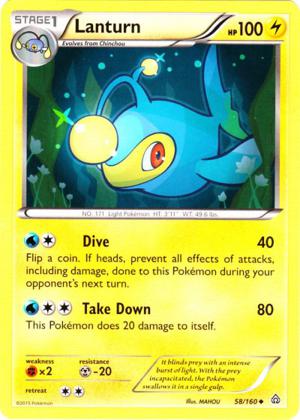 STAGE1
Lanturn
HP100
Evolves from Chinchou
NO. 171 Light Pokémon HT: 3'11" WT: 49.6 lbs.
Dive 40
Flip a coin. If heads, prevent all effects of attacks,
including damage, done to this Pokémon during your
opponent's next turn.
Take Down 80
This Pokémon does 20 damage to itself.
weakness
×2
resistance
-20
retreat
It blinds prey with an intense
burst of light. With the prey
incapacitated, the Pokémon
swallows it in a single gulp.
©2015 Pokémon
Illus. MAHOU
58/160